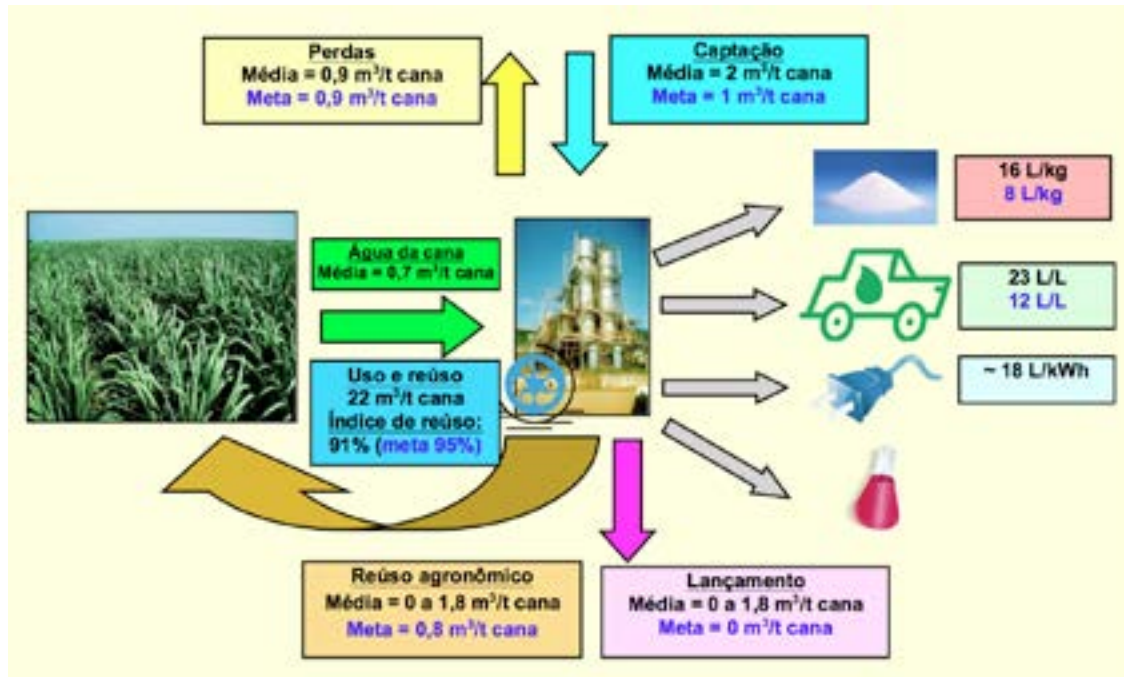 Perdas
Média = 0,9 m³/t cana
Meta = 0,9 m³/t cana
Captação
Média = 2 m³/t cana
Meta = 1 m³/t cana
16 L/kg
8 L/kg
Água da cana
Média = 0,7 m³/t cana
23 L/L
12 L/L
Uso e reúso
22 m³/t cana
Índice de reúso:
91% (meta 95%)
~ 18 L/kWh
Reúso agronômico
Média = 0 a 1,8 m³/t cana
Meta = 0,8 m³/t cana
Lançamento
Média = 0 a 1,8 m³/t cana
Meta = 0 m³/t cana